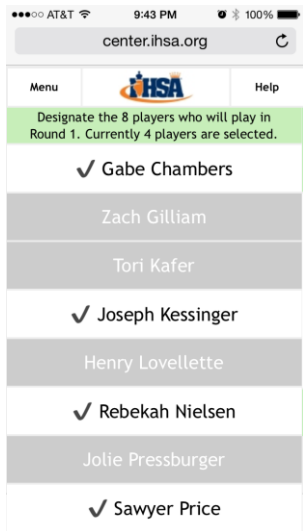 AT&T 9:43 PM 100%
center.ihsa.org
Menu IHSA Help
Designate the 8 players who will play in
Round 1. Currently 4 players are selected.
Gabe Chambers
Zach Gilliam
Tori Kafer
Joseph Kessinger
Henry Lovellette
Rebekah Nielsen
Jolie Pressburger
Sawyer Price